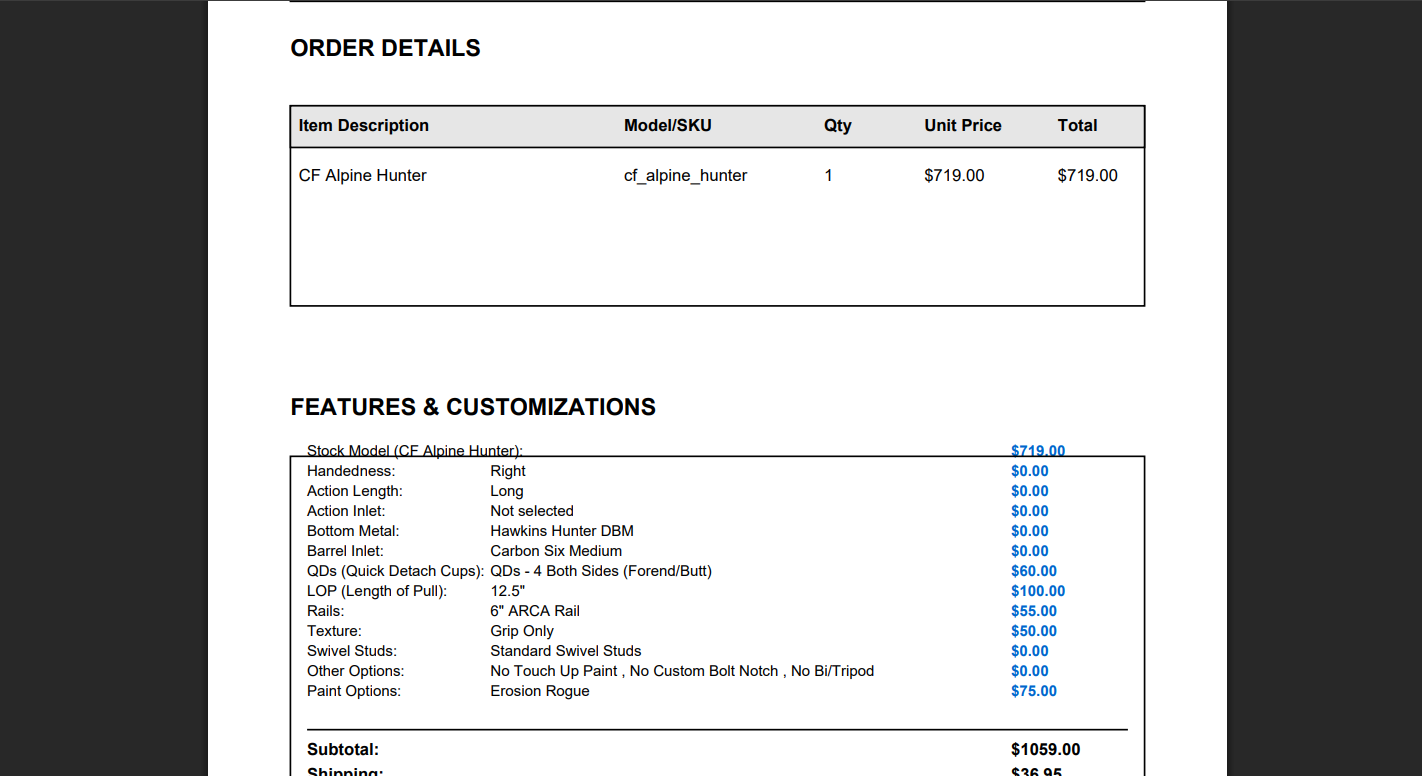 ORDER DETAILS
Item Description Model/SKU Qty Unit Price Total
CF Alpine Hunter cf_alpine_hunter 1 $719.00 $719.00
FEATURES & CUSTOMIZATIONS
Stock Model (CF Alpine Hunter): $719.00
Handedness: Right $0.00
Action Length: Long $0.00
Action Inlet: Not selected $0.00
Bottom Metal: Hawkins Hunter DBM $0.00
Barrel Inlet: Carbon Six Medium $0.00
QDs (Quick Detach Cups): QDs - 4 Both Sides (Forend/Butt) $60.00
LOP (Length of Pull): 12.5" $100.00
Rails: 6" ARCA Rail $55.00
Texture: Grip Only $50.00
Swivel Studs: Standard Swivel Studs $0.00
Other Options: No Touch Up Paint , No Custom Bolt Notch , No Bi/Tripod $0.00
Paint Options: Erosion Rogue $75.00
Subtotal: $1059.00
Shipping: $36.95